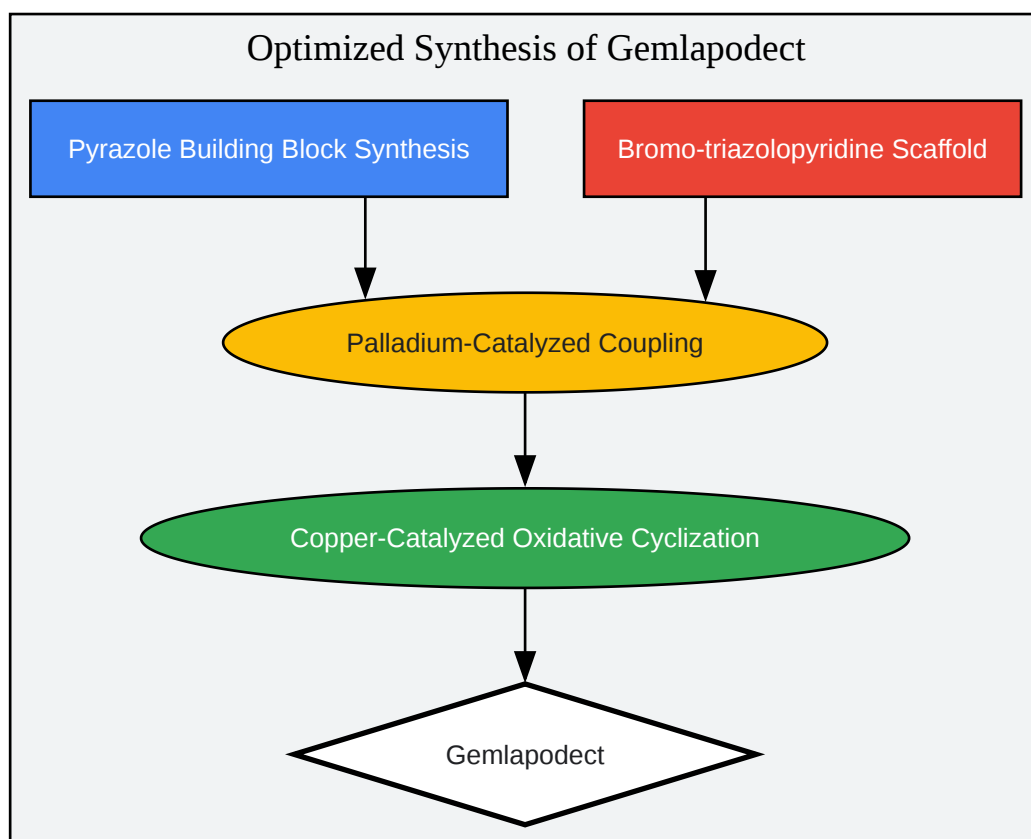 Optimized Synthesis of Gemlapodect
Pyrazole Building Block Synthesis
Bromo-triazolopyridine Scaffold
Palladium-Catalyzed Coupling
Copper-Catalyzed Oxidative Cyclization
Gemlapodect